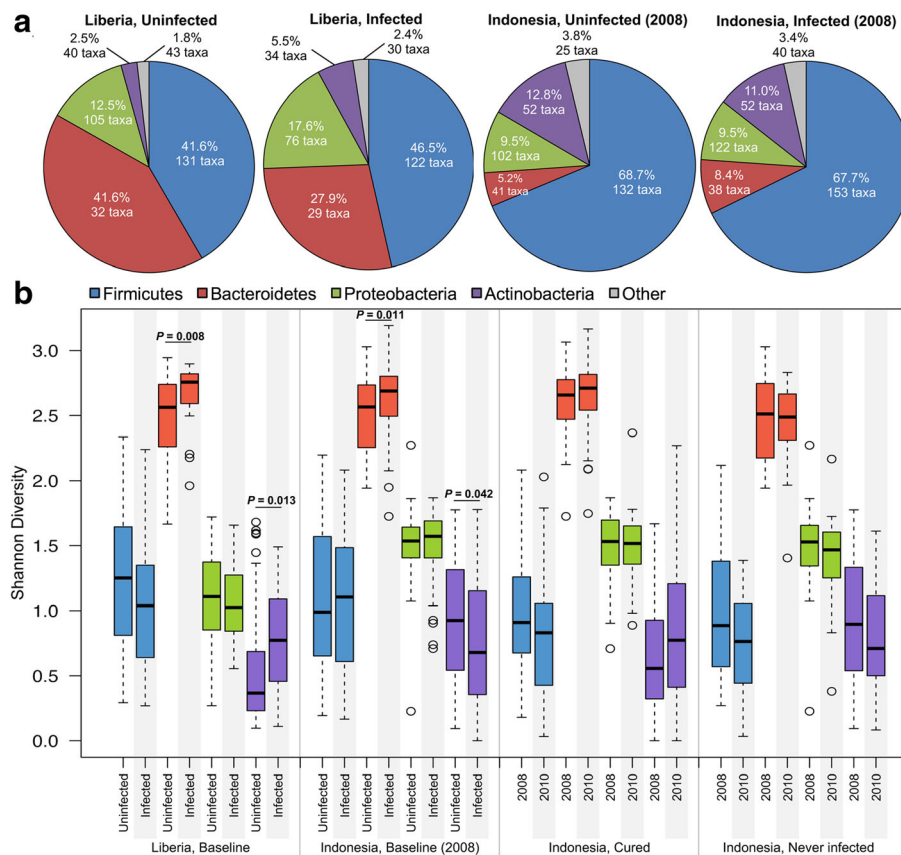 a
Liberia, Uninfected
2.5%
40 taxa
1.8%
43 taxa
12.5%
105 taxa
41.6%
131 taxa
41.6%
32 taxa
Liberia, Infected
5.5%
34 taxa
2.4%
30 taxa
17.6%
76 taxa
46.5%
122 taxa
27.9%
29 taxa
Indonesia, Uninfected (2008)
3.8%
25 taxa
12.8%
52 taxa
9.5%
102 taxa
5.2%
41 taxa
68.7%
132 taxa
Indonesia, Infected (2008)
3.4%
40 taxa
11.0%
52 taxa
9.5%
122 taxa
8.4%
38 taxa
67.7%
153 taxa
b
Firmicutes Bacteroidetes Proteobacteria Actinobacteria Other
Shannon Diversity
3.0
2.5
2.0
1.5
1.0
0.5
0.0
P = 0.008
P = 0.013
P = 0.011
P = 0.042
Uninfected
Infected
Uninfected
Infected
Uninfected
Infected
Uninfected
Infected
Uninfected
Infected
Uninfected
Infected
Uninfected
Infected
Uninfected
Infected
2008
2010
2008
2010
2008
2010
2008
2010
2008
2010
2008
2010
2008
2010
2008
2010
Liberia, Baseline
Indonesia, Baseline (2008)
Indonesia, Cured
Indonesia, Never infected